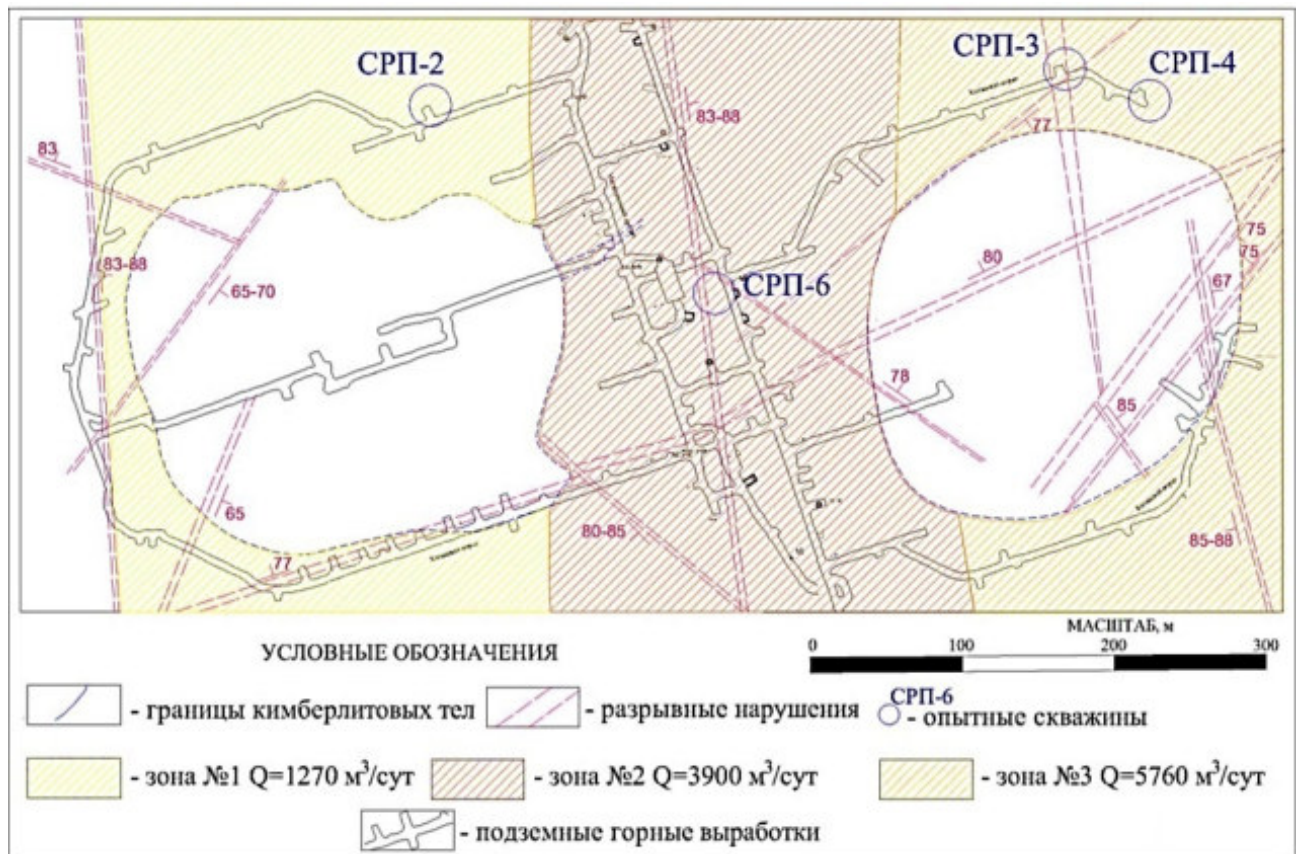 СРП-2
СРП-3
СРП-4
83-88
77
83
83-88
65-70
СРП-6
80
75
75
67
78
85
65
77
80-85
85-88
МАСШТАБ, м
0 100 200 300
УСЛОВНЫЕ ОБОЗНАЧЕНИЯ
- границы кимберлитовых тел
- разрывные нарушения
СРП-6
- опытные скважины
- зона №1 Q=1270 м³/сут
- зона №2 Q=3900 м³/сут
- зона №3 Q=5760 м³/сут
- подземные горные выработки